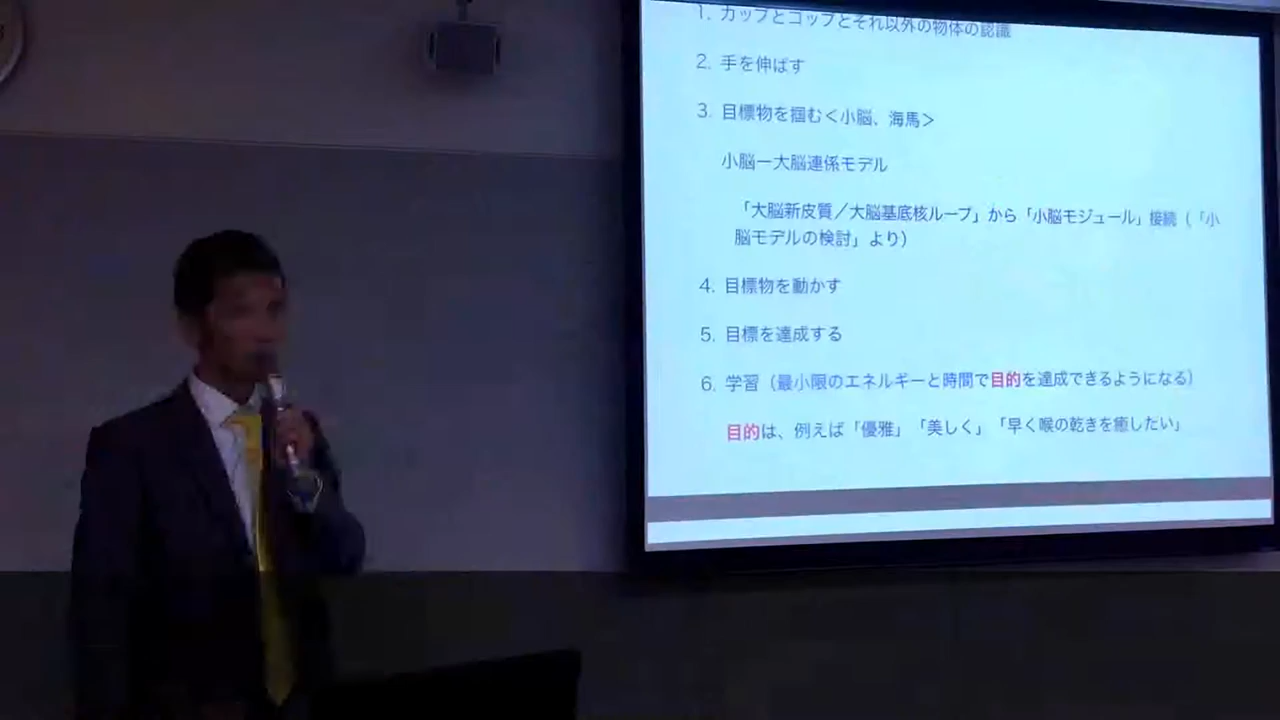 1. カップとコップとそれ以外の物体の認識
2. 手を伸ばす
3. 目標物を掴む＜小脳、海馬＞
小脳ー大脳連係モデル
「大脳新皮質／大脳基底核ループ」から「小脳モジュール」接続（「小
脳モデルの検討」より）
4. 目標物を動かす
5. 目標を達成する
6. 学習（最小限のエネルギーと時間で目的を達成できるようになる）
目的は、例えば「優雅」「美しく」「早く喉の乾きを癒したい」